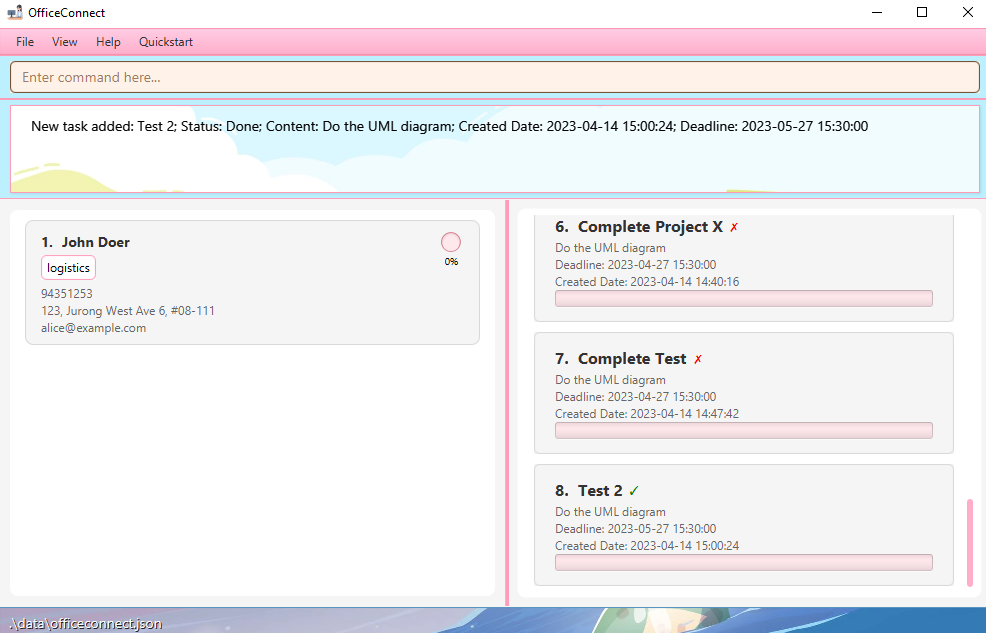 OfficeConnect
File View Help Quickstart
Enter command here...
New task added: Test 2; Status: Done; Content: Do the UML diagram; Created Date: 2023-04-14 15:00:24; Deadline: 2023-05-27 15:30:00
1. John Doer
0%
logistics
94351253
123, Jurong West Ave 6, #08-111
alice@example.com
6. Complete Project X ✗
Do the UML diagram
Deadline: 2023-04-27 15:30:00
Created Date: 2023-04-14 14:40:16
7. Complete Test ✗
Do the UML diagram
Deadline: 2023-04-27 15:30:00
Created Date: 2023-04-14 14:47:42
8. Test 2 ✓
Do the UML diagram
Deadline: 2023-05-27 15:30:00
Created Date: 2023-04-14 15:00:24
.\data\officeconnect.json